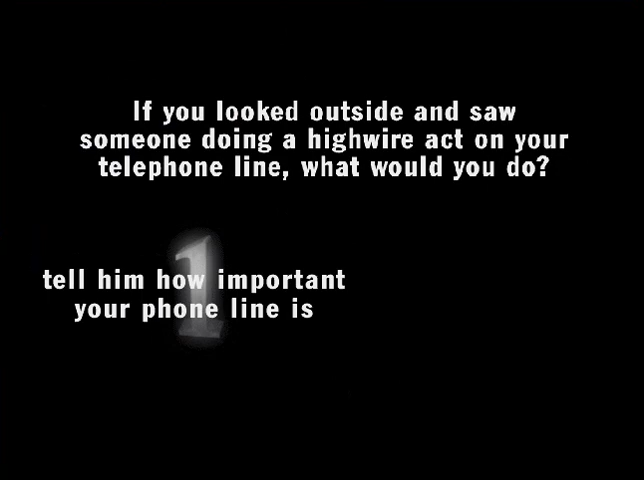 If you looked outside and saw
someone doing a highwire act on your
telephone line, what would you do?
1
tell him how important
your phone line is